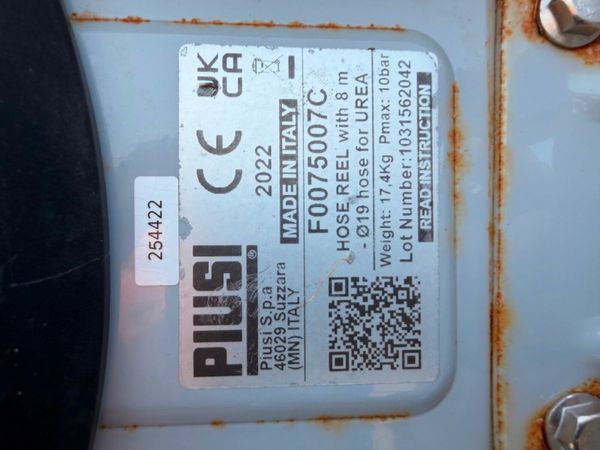 PIUSI
Piusi S.p.a
46029 Suzzara
(MN) ITALY
CE
UK
CA
2022
MADE IN ITALY
F0075007C
HOSE REEL with 8 m
- Ø19 hose for UREA
Weight: 17,4Kg Pmax: 10bar
Lot Number: 1031562042
READ INSTRUCTION
254422